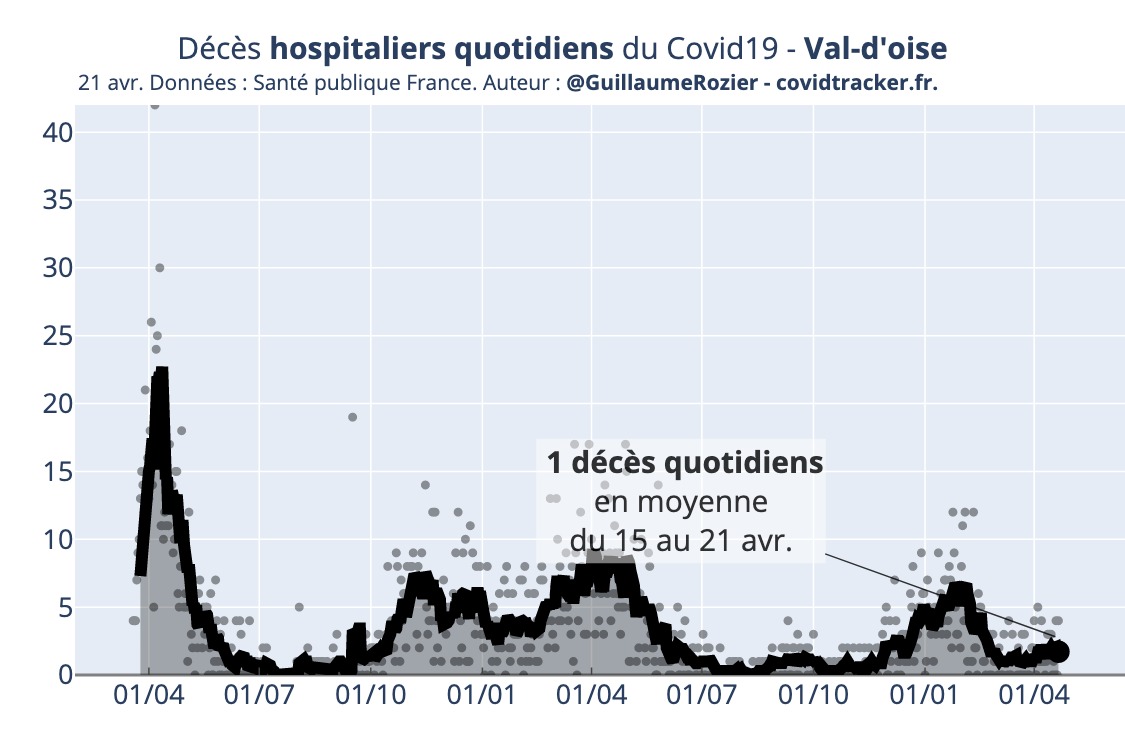 Décès hospitaliers quotidiens du Covid19 - Val-d'oise
21 avr. Données : Santé publique France. Auteur : @GuillaumeRozier - covidtracker.fr.
40
35
30
25
20
15
10
5
0
1 décès quotidiens
en moyenne
du 15 au 21 avr.
01/04 01/07 01/10 01/01 01/04 01/07 01/10 01/01 01/04